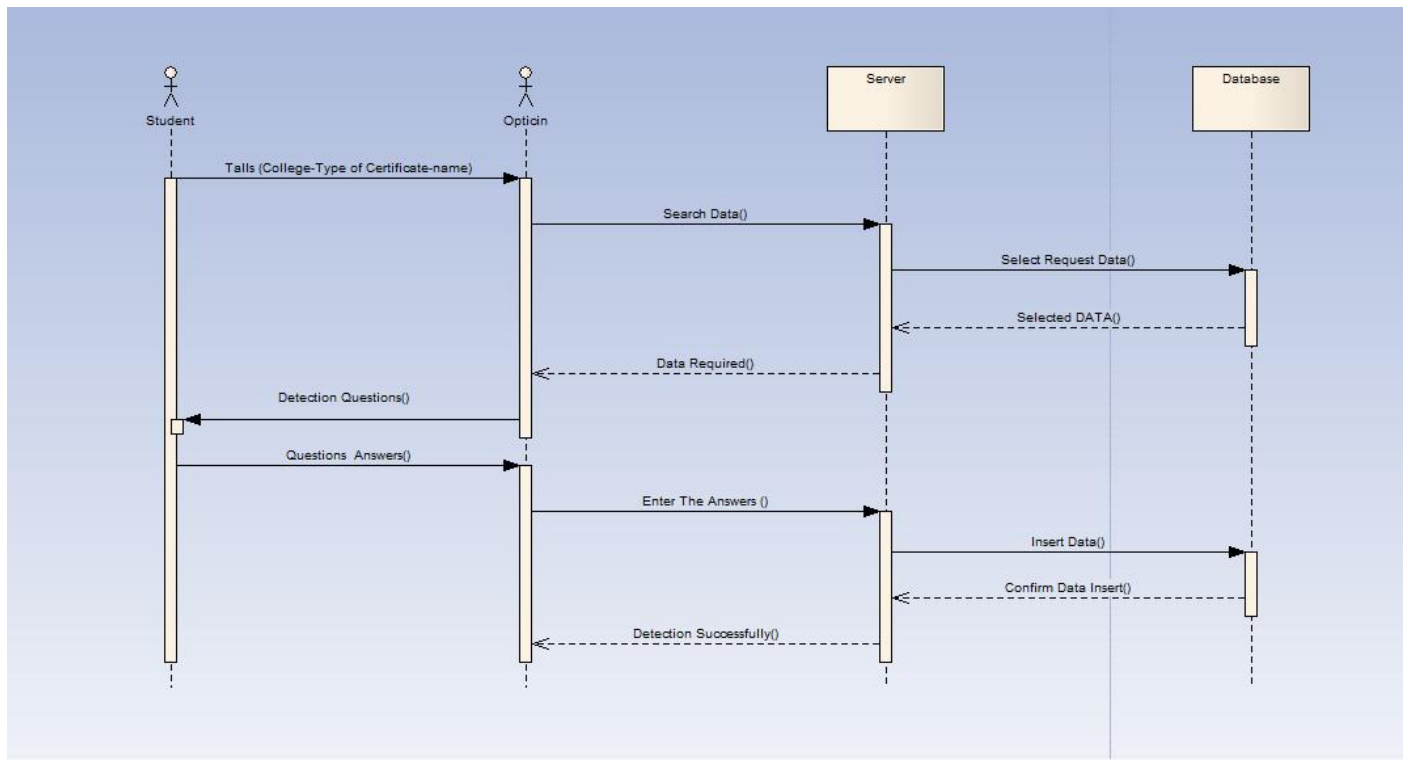 Student
Opticin
Server
Database
Talls (College-Type of Certificate-name)
Search Data()
Select Request Data()
Selected DATA()
Data Required()
Detection Questions()
Questions Answers()
Enter The Answers ()
Insert Data()
Confirm Data Insert()
Detection Successfully()